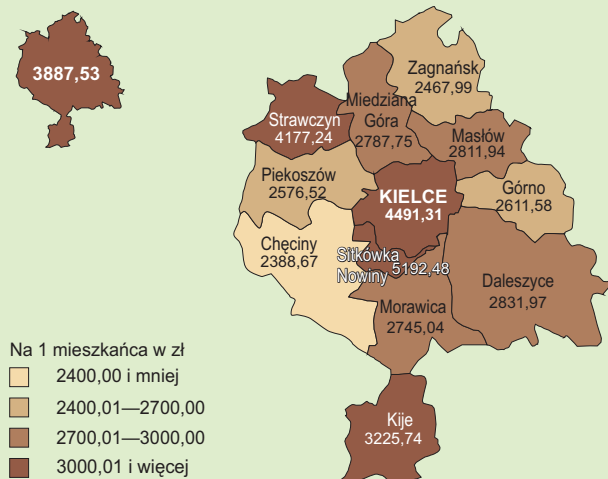 3887,53
Zagnańsk
2467,99
Miedziana
Góra
2787,75
Strawczyn
4177,24
Masłów
2811,94
Piekoszów
2576,52
KIELCE
4491,31
Górno
2611,58
Chęciny
2388,67
Sitkówka
Nowiny
5192,48
Daleszyce
2831,97
Morawica
2745,04
Kije
3225,74
Na 1 mieszkańca w zł
2400,00 i mniej
2400,01—2700,00
2700,01—3000,00
3000,01 i więcej